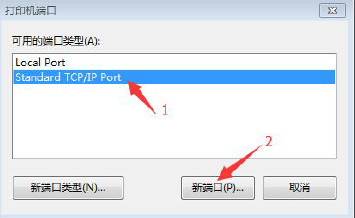 打印机端口
可用的端口类型(A):
Local Port
Standard TCP/IP Port
1
2
新端口类型(N)...
新端口(P)...
取消